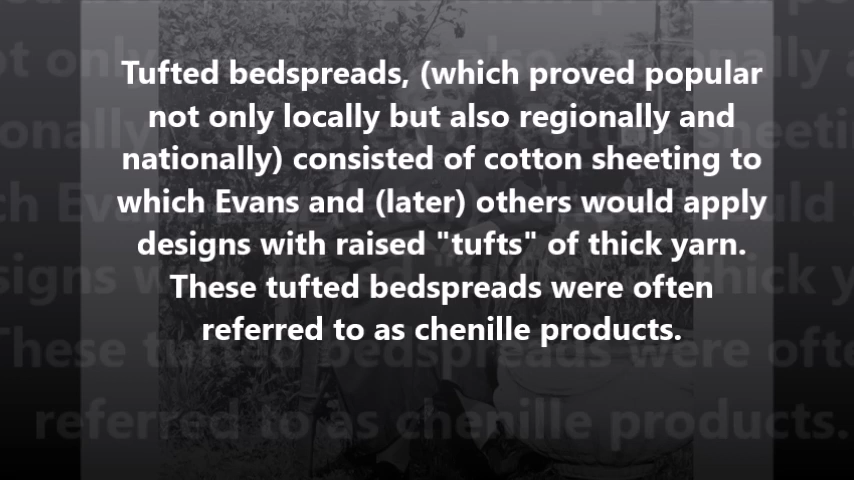 Tufted bedspreads, (which proved popular
not only locally but also regionally and
nationally) consisted of cotton sheeting to
which Evans and (later) others would apply
designs with raised "tufts" of thick yarn.
These tufted bedspreads were often
referred to as chenille products.